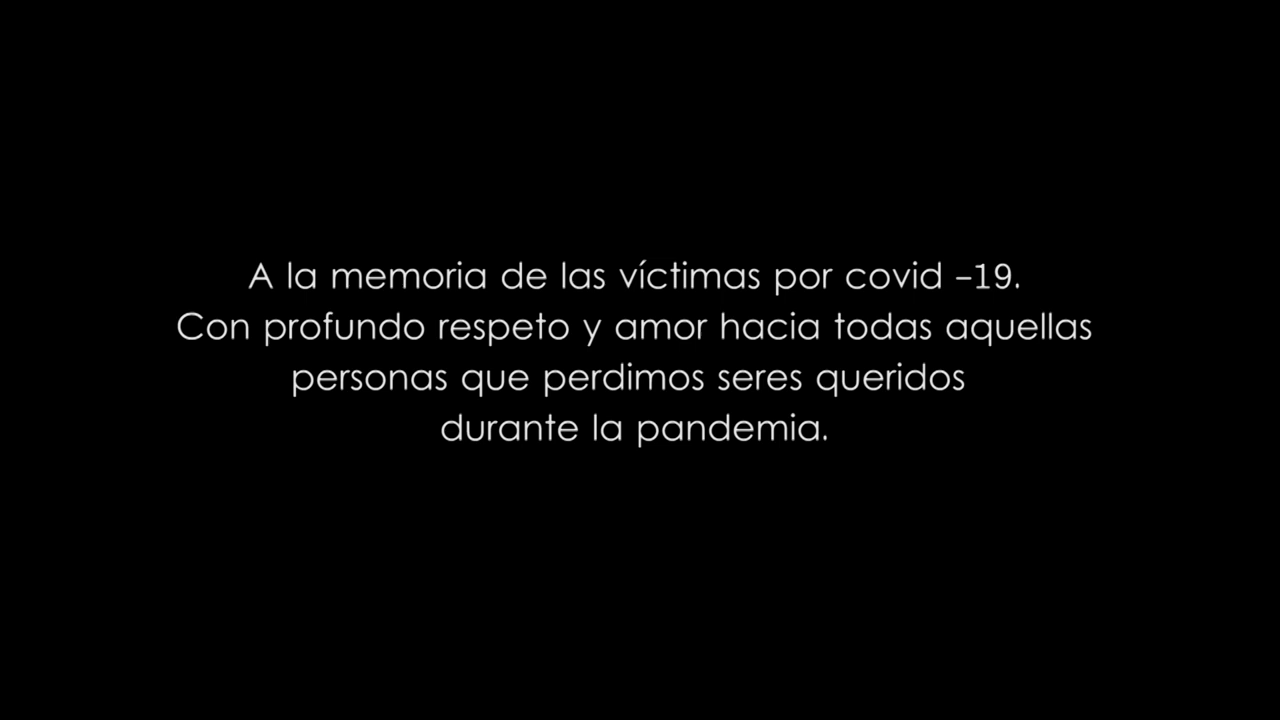 A la memoria de las víctimas por covid –19.
Con profundo respeto y amor hacia todas aquellas
personas que perdimos seres queridos
durante la pandemia.